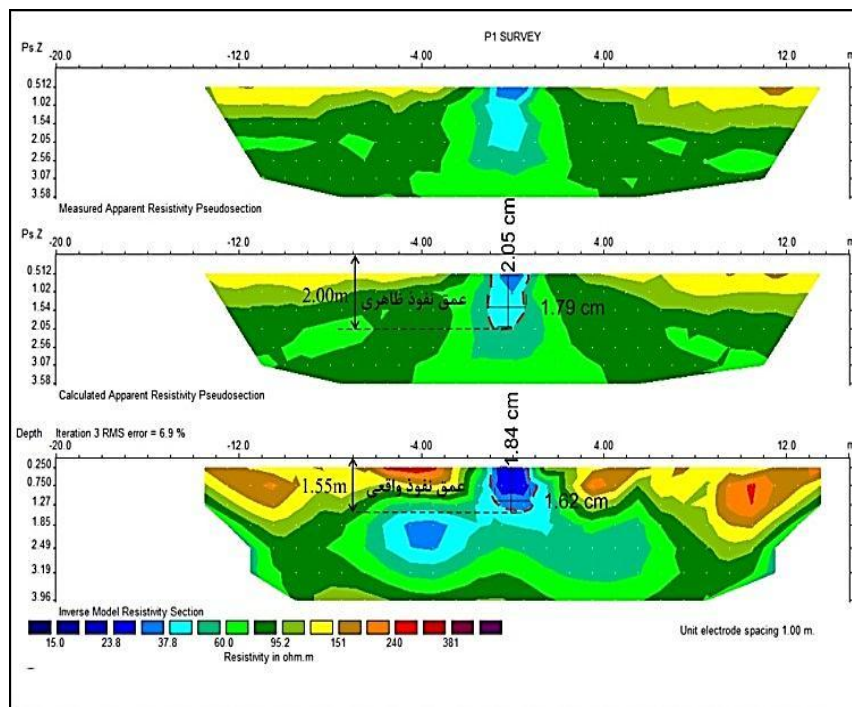 P1 SURVEY
Ps.Z -20.0 -12.0 -4.00 4.00 12.0 m
0.512
1.02
1.54
2.05
2.56
3.07
3.58
Measured Apparent Resistivity Pseudosection
Ps.Z -20.0 -12.0 -4.00 4.00 12.0
2.05 cm
0.512
1.02
1.54
2.05
2.56
3.07
3.58
2.00m
عمق نفوذ ظاهري
1.79 cm
Calculated Apparent Resistivity Pseudosection
Depth Iteration 3 RMS error = 6.9 %
-20.0 -12.0 -4.00 4.00 12.0 m
1.84 cm
0.250
0.750
1.27
1.85
2.49
3.19
3.96
1.55m
عمق نفوذ واقعي
1.62 cm
Inverse Model Resistivity Section
15.0 23.8 37.8 60.0 95.2 151 240 381
Resistivity in ohm.m
Unit electrode spacing 1.00 m.